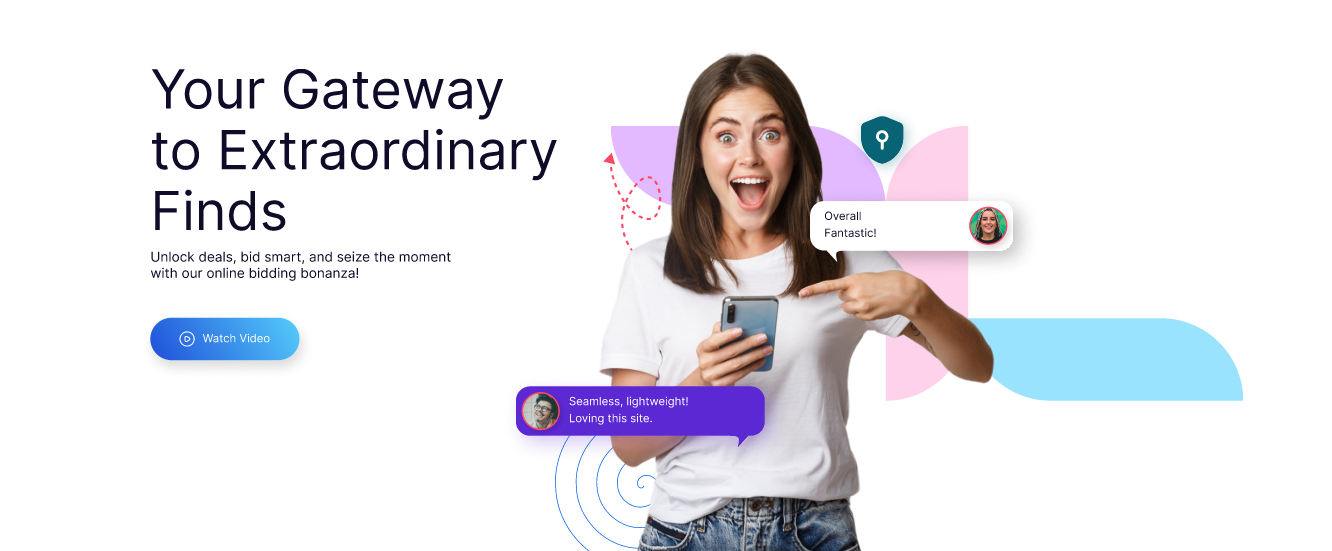 Your Gateway
to Extraordinary
Finds
Unlock deals, bid smart, and seize the moment
with our online bidding bonanza!
Watch Video
Overall
Fantastic!
Seamless, lightweight!
Loving this site.